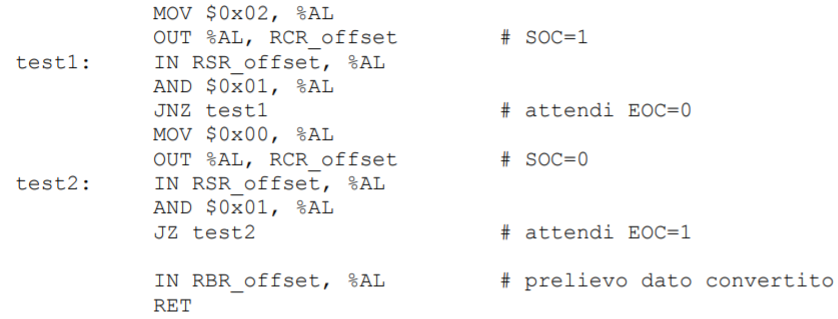 MOV $0x02, %AL
OUT %AL, RCR_offset # SOC=1
test1: IN RSR_offset, %AL
AND $0x01, %AL
JNZ test1 # attendi EOC=0
MOV $0x00, %AL
OUT %AL, RCR_offset # SOC=0
test2: IN RSR_offset, %AL
AND $0x01, %AL
JZ test2 # attendi EOC=1
IN RBR_offset, %AL # prelievo dato convertito
RET